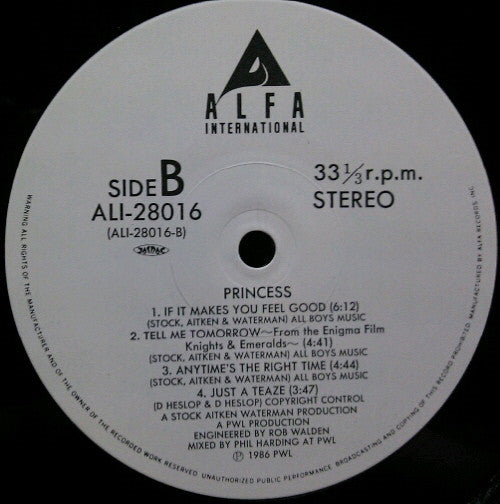 ALFA
INTERNATIONAL
SIDE B
ALI-28016
(ALI-28016-B)
JASRAC
33 1/3 r.p.m.
STEREO
PRINCESS
1. IF IT MAKES YOU FEEL GOOD (6:12)
(STOCK, AITKEN & WATERMAN) ALL BOYS MUSIC
2. TELL ME TOMORROW~From the Enigma Film
Knights & Emeralds~ (4:41)
(STOCK, AITKEN & WATERMAN) ALL BOYS MUSIC
3. ANYTIME'S THE RIGHT TIME (4:44)
(STOCK, AITKEN & WATERMAN) ALL BOYS MUSIC
4. JUST A TEAZE (3:47)
(D HESLOP & D HESLOP) COPYRIGHT CONTROL
A STOCK AITKEN WATERMAN PRODUCTION
A PWL PRODUCTION
ENGINEERED BY ROB WALDEN
MIXED BY PHIL HARDING AT PWL
Ⓟ 1986 PWL
WARNING: ALL RIGHTS OF THE MANUFACTURER AND OF THE OWNER OF THE RECORDED WORK RESERVED. UNAUTHORIZED PUBLIC PERFORMANCE, BROADCASTING AND COPYING OF THIS RECORD PROHIBITED. MANUFACTURED BY ALFA RECORDS, INC.